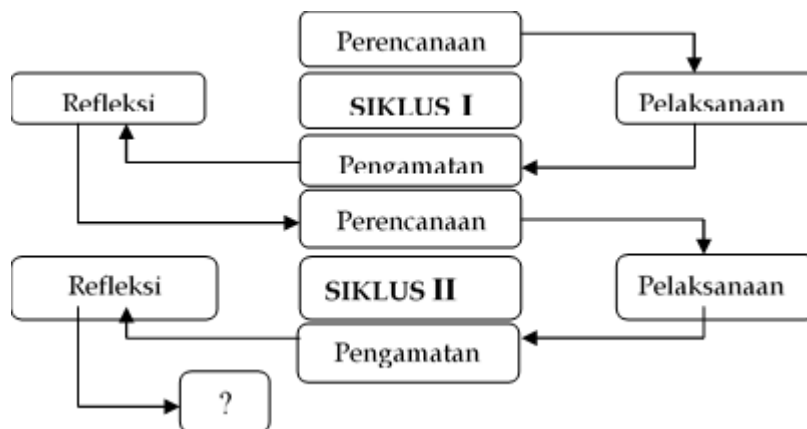 Perencanaan
Refleksi
SIKLUS I
Pelaksanaan
Pengamatan
Perencanaan
Refleksi
SIKLUS II
Pelaksanaan
Pengamatan
?